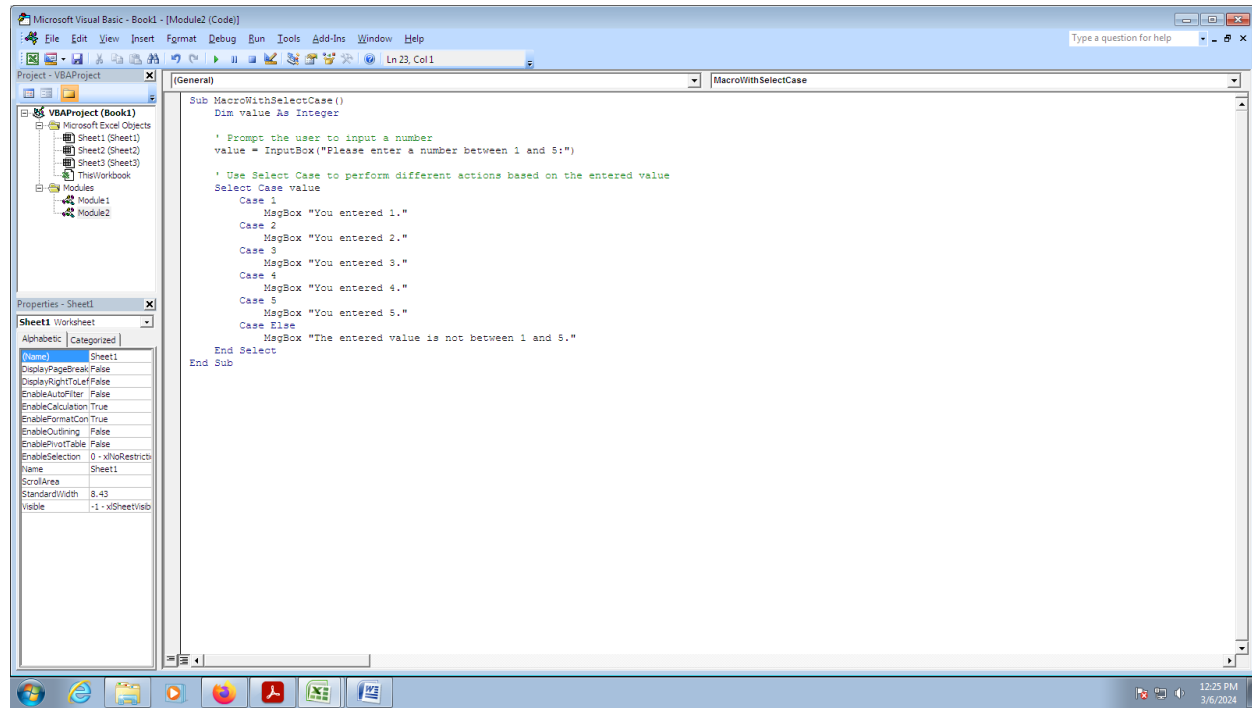 Microsoft Visual Basic - Book1 - [Module2 (Code)]
File Edit View Insert Format Debug Run Tools Add-Ins Window Help
Type a question for help
Ln 23, Col 1
Project - VBAProject
VBAProject (Book1)
Microsoft Excel Objects
Sheet1 (Sheet1)
Sheet2 (Sheet2)
Sheet3 (Sheet3)
ThisWorkbook
Modules
Module1
Module2
Properties - Sheet1
Sheet1 Worksheet
Alphabetic Categorized
(Name) Sheet1
DisplayPageBreak False
DisplayRightToLef False
EnableAutoFilter False
EnableCalculation True
EnableFormatCon True
EnableOutlining False
EnablePivotTable False
EnableSelection 0 - xlNoRestricti
Name Sheet1
ScrollArea
StandardWidth 8.43
Visible -1 - xlSheetVisib
(General) MacroWithSelectCase
Sub MacroWithSelectCase()
Dim value As Integer
' Prompt the user to input a number
value = InputBox("Please enter a number between 1 and 5:")
' Use Select Case to perform different actions based on the entered value
Select Case value
Case 1
MsgBox "You entered 1."
Case 2
MsgBox "You entered 2."
Case 3
MsgBox "You entered 3."
Case 4
MsgBox "You entered 4."
Case 5
MsgBox "You entered 5."
Case Else
MsgBox "The entered value is not between 1 and 5."
End Select
End Sub
12:25 PM
3/6/2024